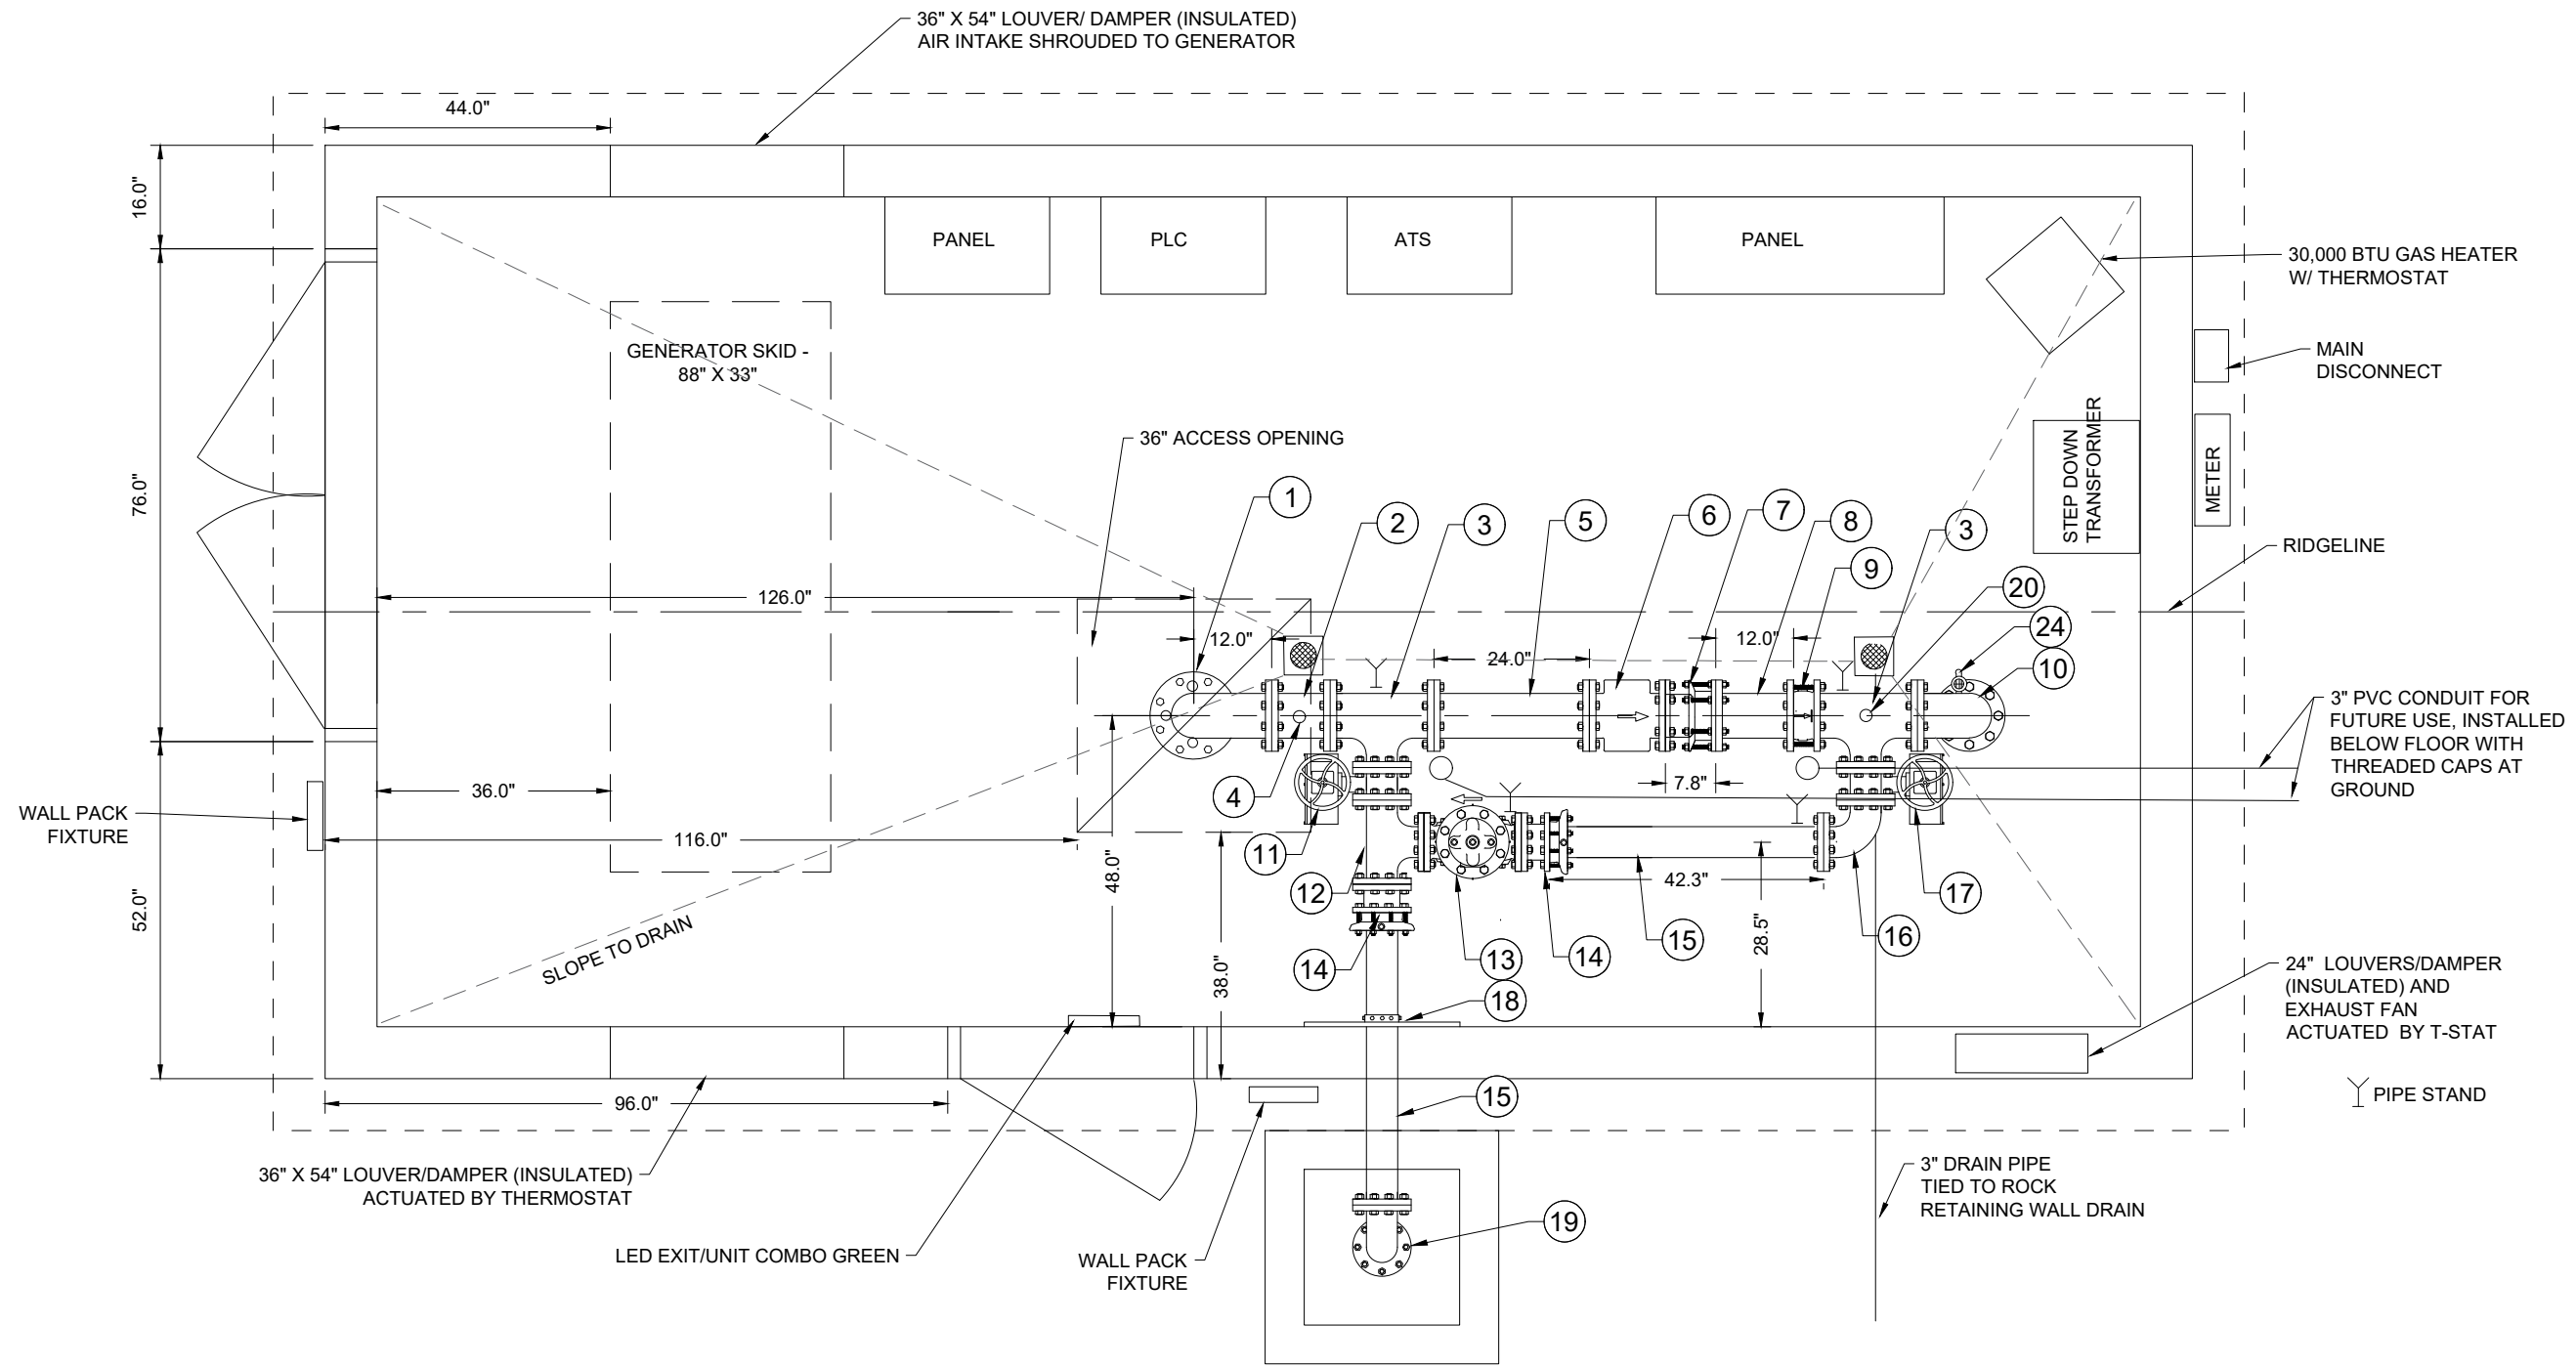 36" X 54" LOUVER/ DAMPER (INSULATED)
AIR INTAKE SHROUDED TO GENERATOR
44.0"
16.0"
PANEL
PLC
ATS
PANEL
30,000 BTU GAS HEATER
W/ THERMOSTAT
GENERATOR SKID -
88" X 33"
MAIN
DISCONNECT
36" ACCESS OPENING
STEP DOWN
TRANSFORMER
METER
76.0"
1
2
3
5
6
7
8
3
RIDGELINE
9
20
126.0"
12.0"
12.0"
24
24.0"
10
3" PVC CONDUIT FOR
FUTURE USE, INSTALLED
BELOW FLOOR WITH
THREADED CAPS AT
GROUND
7.8"
36.0"
4
WALL PACK
FIXTURE
116.0"
11
48.0"
42.3"
12
17
52.0"
28.5"
SLOPE TO DRAIN
15
16
14
13
14
38.0"
18
24" LOUVERS/DAMPER
(INSULATED) AND
EXHAUST FAN
ACTUATED BY T-STAT
96.0"
15
PIPE STAND
36" X 54" LOUVER/DAMPER (INSULATED)
ACTUATED BY THERMOSTAT
3" DRAIN PIPE
TIED TO ROCK
RETAINING WALL DRAIN
19
LED EXIT/UNIT COMBO GREEN
WALL PACK
FIXTURE